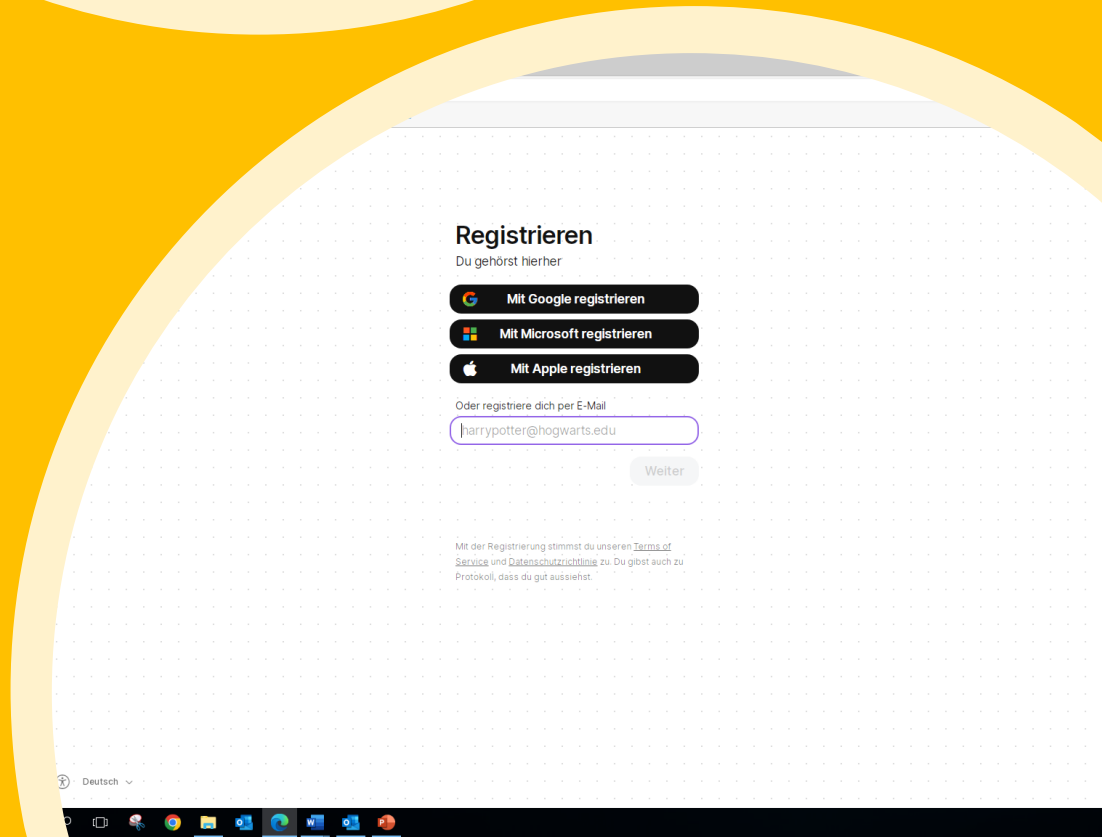 Registrieren
Du gehörst hierher
Mit Google registrieren
Mit Microsoft registrieren
Mit Apple registrieren
Oder registriere dich per E-Mail
harrypotter@hogwarts.edu
Weiter
Mit der Registrierung stimmst du unseren Terms of
Service und Datenschutzrichtlinie zu. Du gibst auch zu
Protokoll, dass du gut aussiehst.
Deutsch